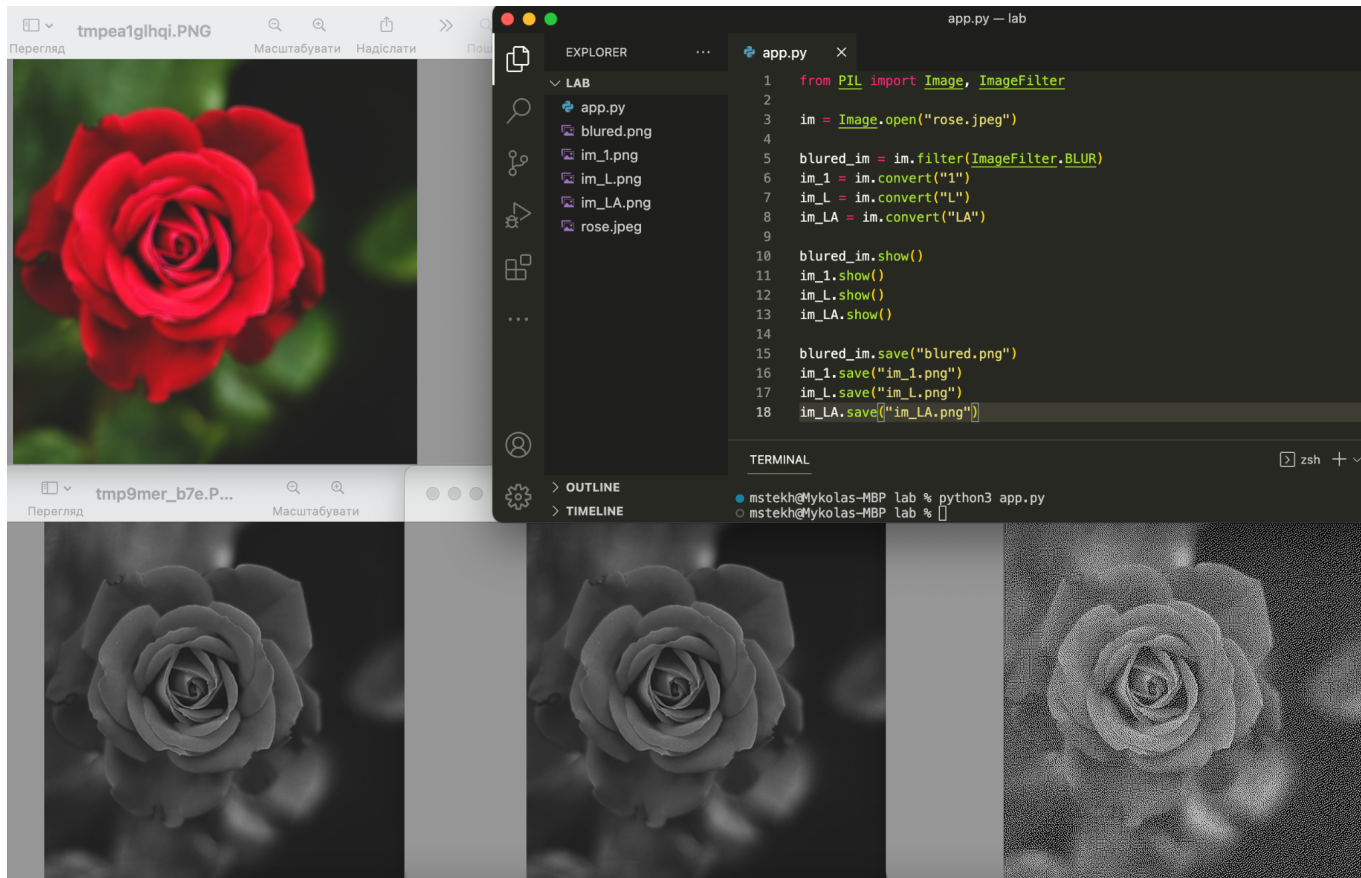 tmpea1glhqi.PNG
Перегляд
Масштабувати
Надіслати
Пош
app.py — lab
EXPLORER
LAB
app.py
blured.png
im_1.png
im_L.png
im_LA.png
rose.jpeg
OUTLINE
TIMELINE
app.py
1 from PIL import Image, ImageFilter
2
3 im = Image.open("rose.jpeg")
4
5 blured_im = im.filter(ImageFilter.BLUR)
6 im_1 = im.convert("1")
7 im_L = im.convert("L")
8 im_LA = im.convert("LA")
9
10 blured_im.show()
11 im_1.show()
12 im_L.show()
13 im_LA.show()
14
15 blured_im.save("blured.png")
16 im_1.save("im_1.png")
17 im_L.save("im_L.png")
18 im_LA.save("im_LA.png")
TERMINAL
zsh
mstekh@Mykolas-MBP lab % python3 app.py
mstekh@Mykolas-MBP lab %
tmp9mer_b7e.P...
Перегляд
Масштабувати